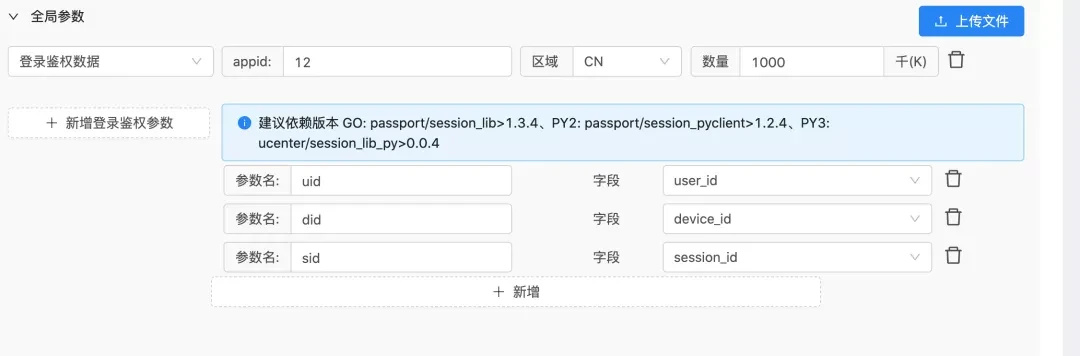 全局参数
上传文件
登录鉴权数据 appid: 12 区域 CN 数量 1000 千(K)
+ 新增登录鉴权参数
建议依赖版本 GO: passport/session_lib>1.3.4、PY2: passport/session_pyclient>1.2.4、PY3:
ucenter/session_lib_py>0.0.4
参数名: uid 字段 user_id
参数名: did 字段 device_id
参数名: sid 字段 session_id
+ 新增